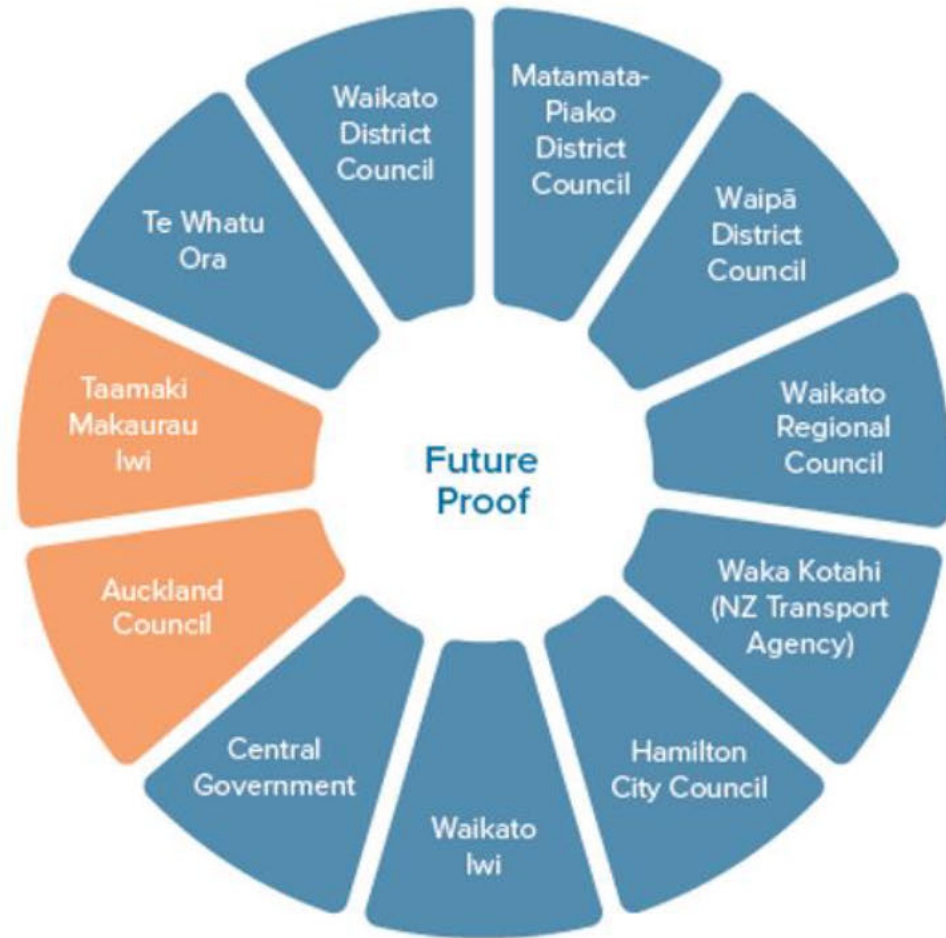 Waikato
District
Council
Matamata-
Piako
District
Council
Waipā
District
Council
Waikato
Regional
Council
Waka Kotahi
(NZ Transport
Agency)
Hamilton
City Council
Waikato
Iwi
Central
Government
Auckland
Council
Taamaki
Makaurau
Iwi
Te Whatu
Ora
Future
Proof